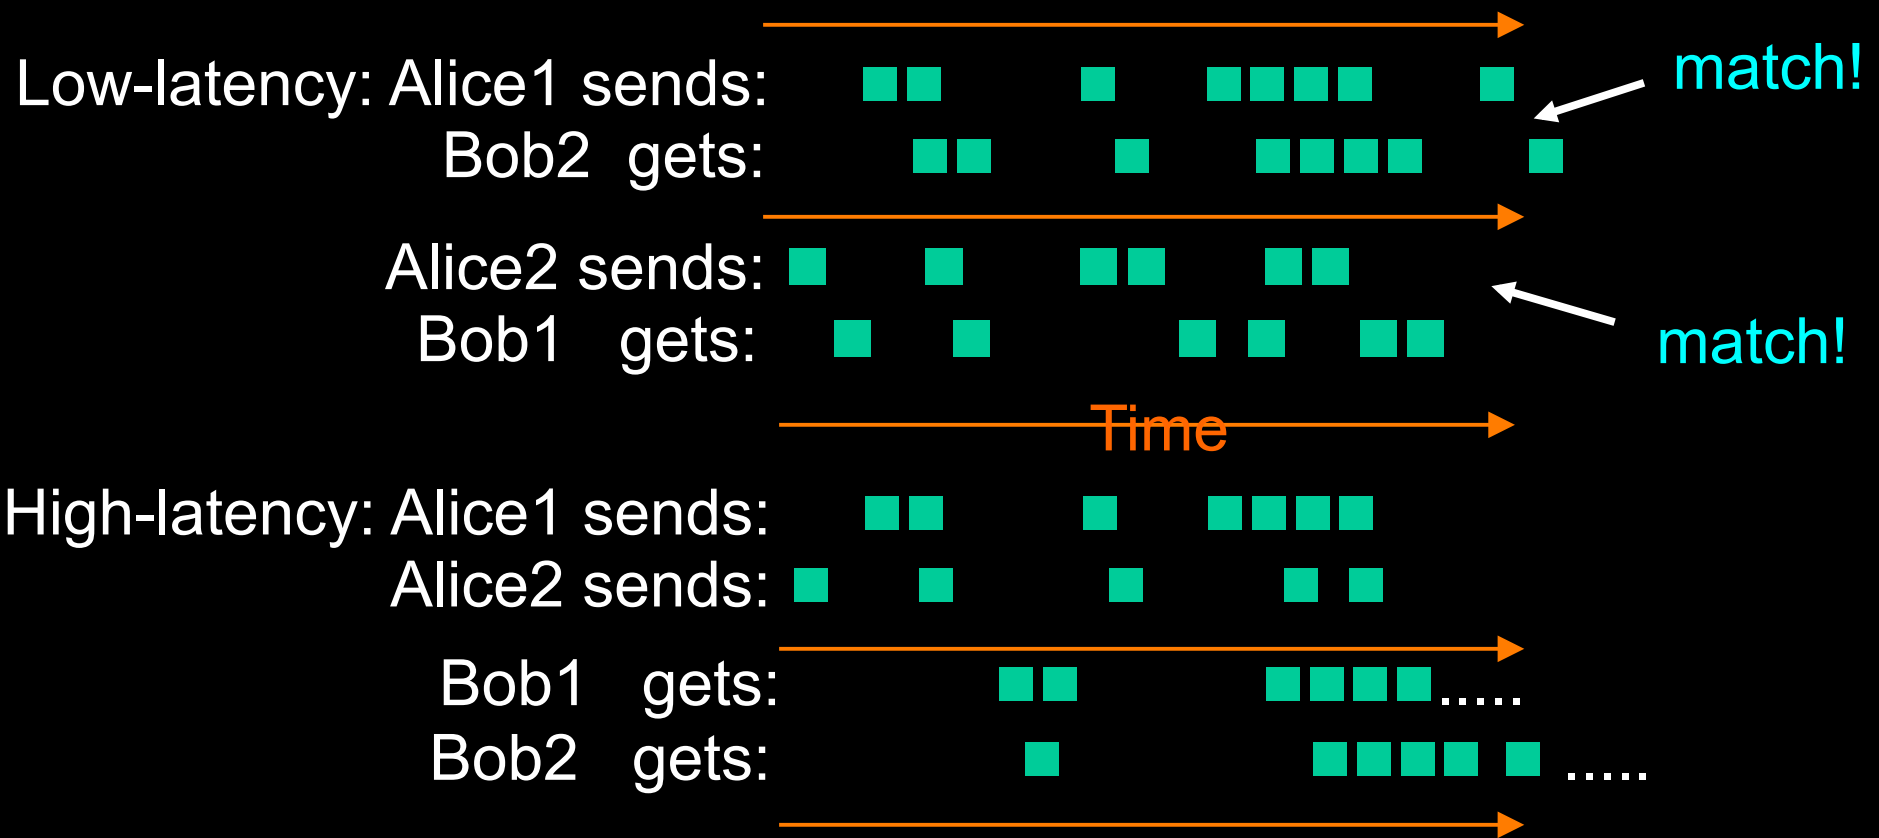 Low-latency: Alice1 sends:
match!
Bob2 gets:
Alice2 sends:
Bob1 gets:
match!
Time
High-latency: Alice1 sends:
Alice2 sends:
Bob1 gets: .....
Bob2 gets: .....